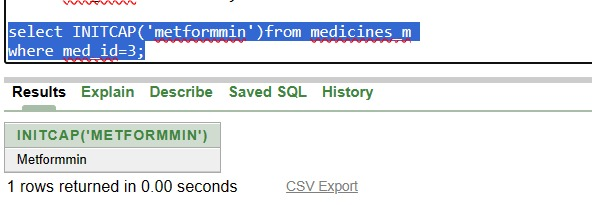 select INITCAP('metformmin')from medicines_m
where med_id=3;
Results Explain Describe Saved SQL History
INITCAP('METFORMMIN')
Metformmin
1 rows returned in 0.00 seconds CSV Export